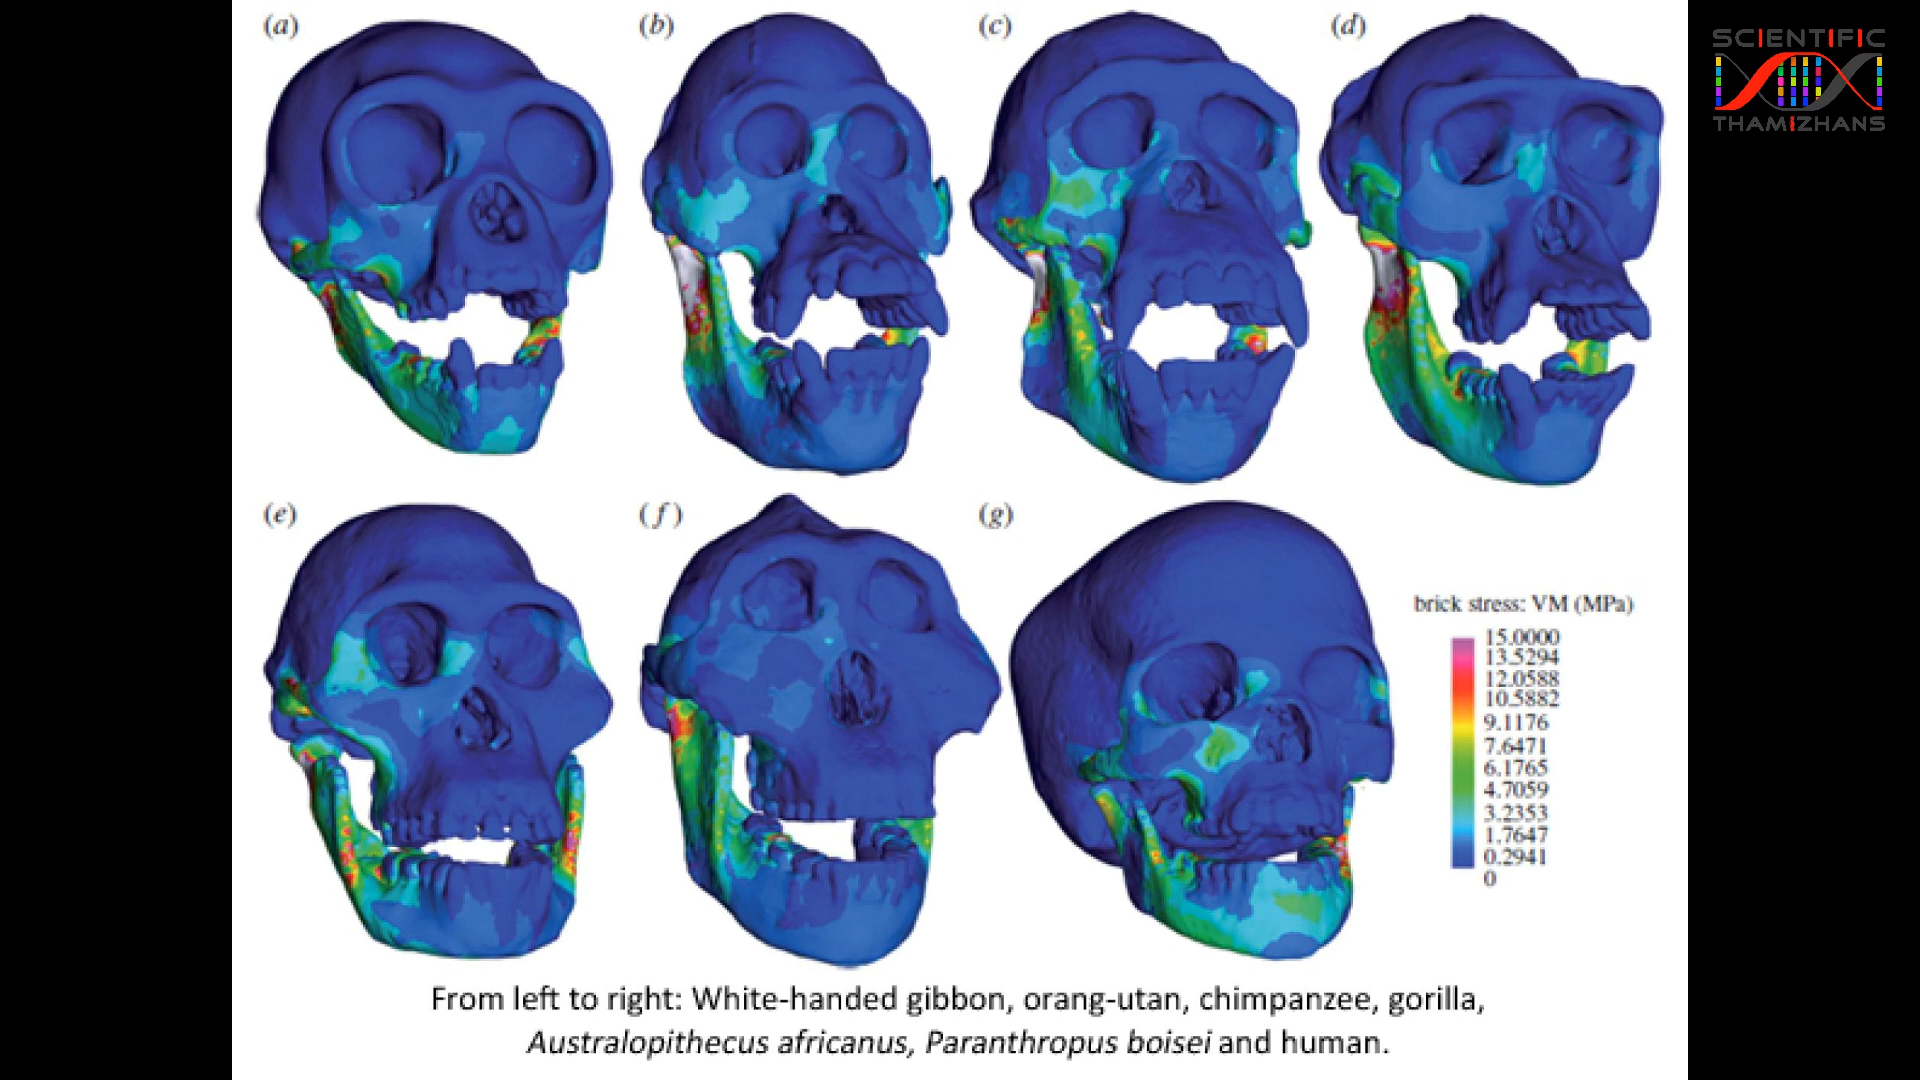 (a)
(b)
(c)
(d)
SCIENTIFIC
THAMIZHANS
(e)
(f)
(g)
brick stress: VM (MPa)
15.0000
13.5294
12.0588
10.5882
9.1176
7.6471
6.1765
4.7059
3.2353
1.7647
0.2941
0
From left to right: White-handed gibbon, orang-utan, chimpanzee, gorilla,
Australopithecus africanus, Paranthropus boisei and human.